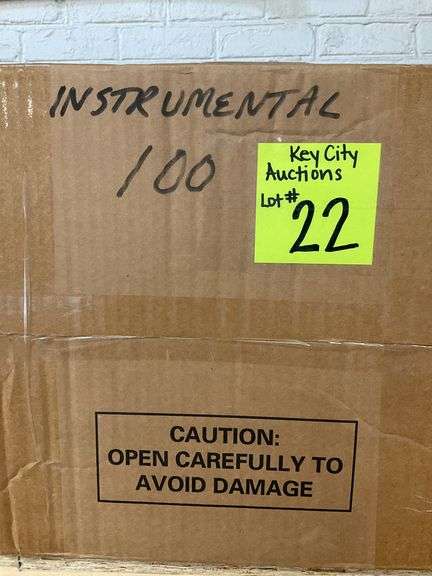 INSTRUMENTAL
100
Key City
Auctions
Lot#
22
CAUTION:
OPEN CAREFULLY TO
AVOID DAMAGE